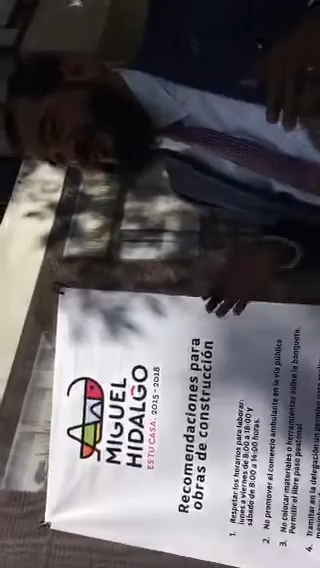 MIGUEL
HIDALGO
ES TU CASA. 2015 - 2018
Recomendaciones para
obras de construcción
1. Respetar los horarios para laborar:
lunes a viernes de 8:00 a 18:00 y
sábado de 8:00 a 14:00 horas.
2. No promover el comercio ambulante en la vía pública
3. No colocar materiales o herramientas sobre la banqueta.
Permitir el libre paso peatonal
4. Tramitar en la delegación un permiso para